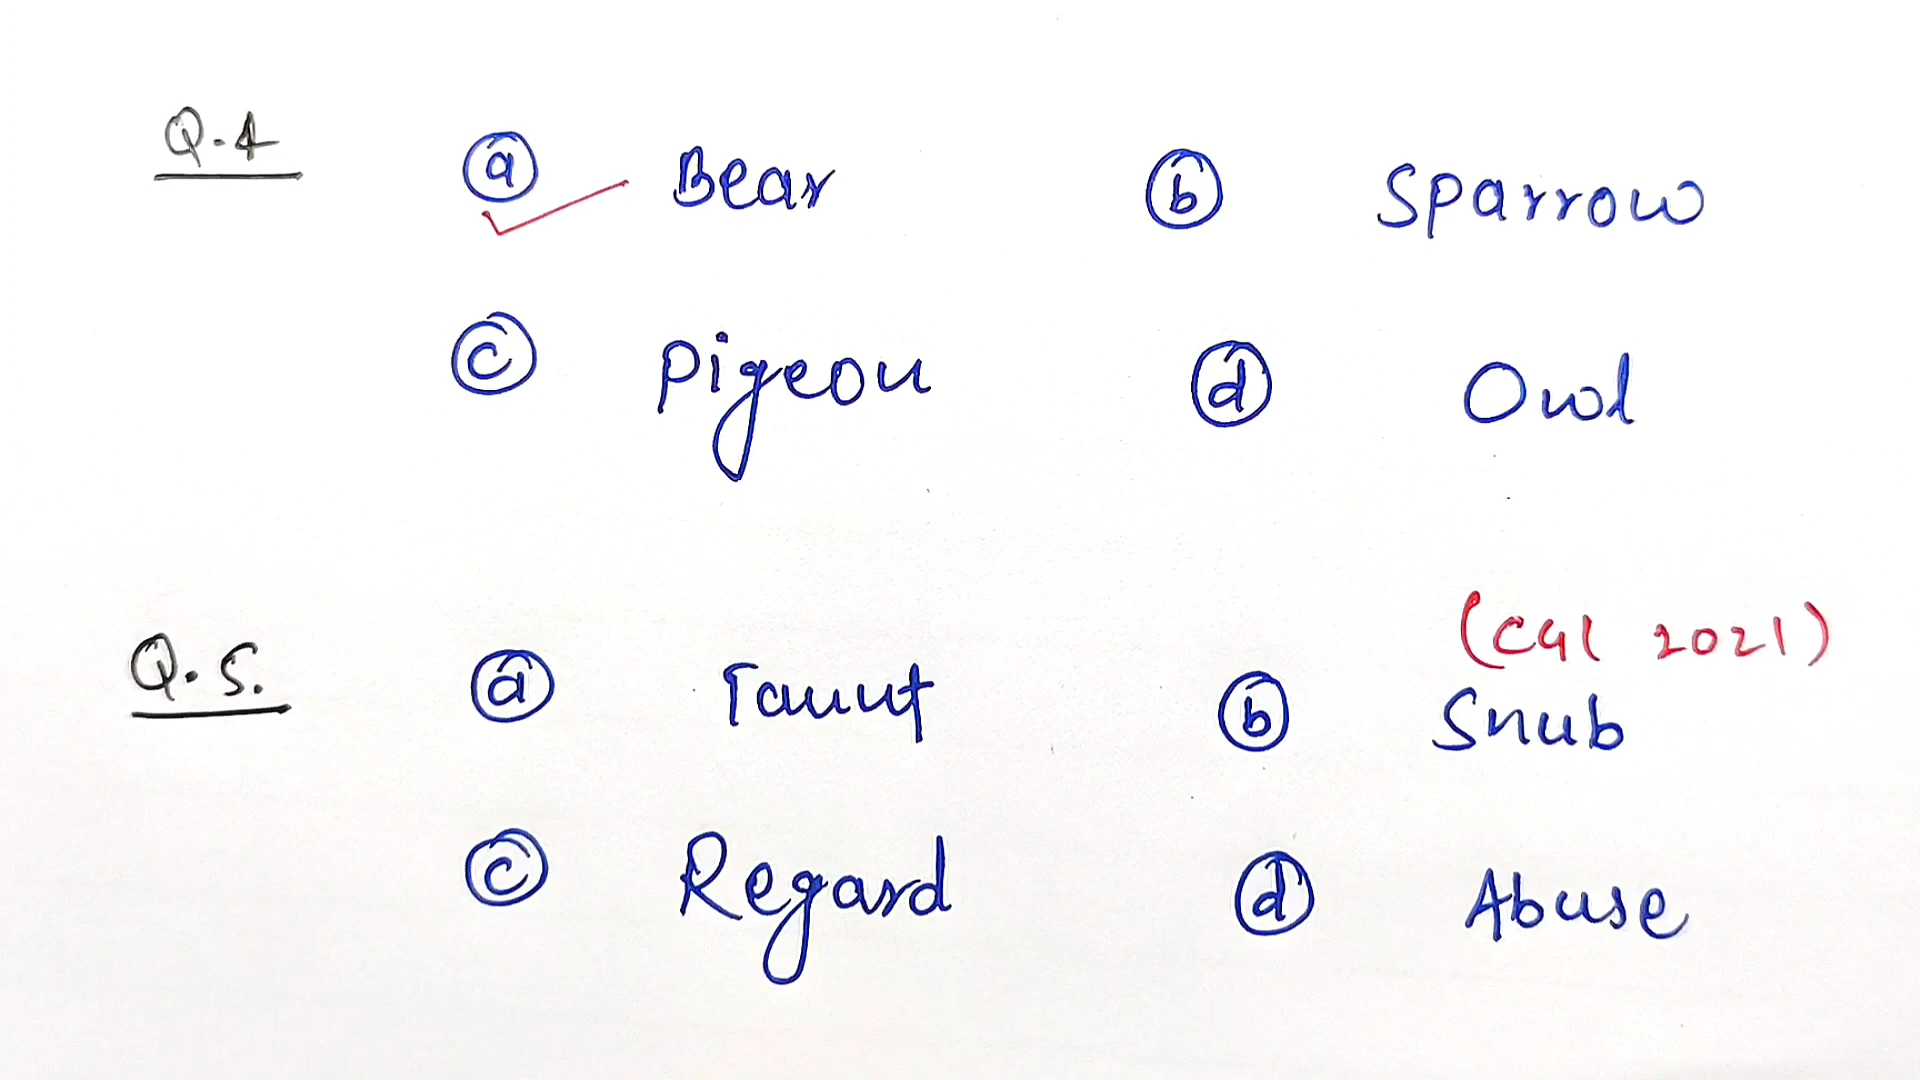 Q.4 a Bear b Sparrow
c Pigeon d Owl
(CGL 2021)
Q.5. a Taunt b Snub
c Regard d Abuse